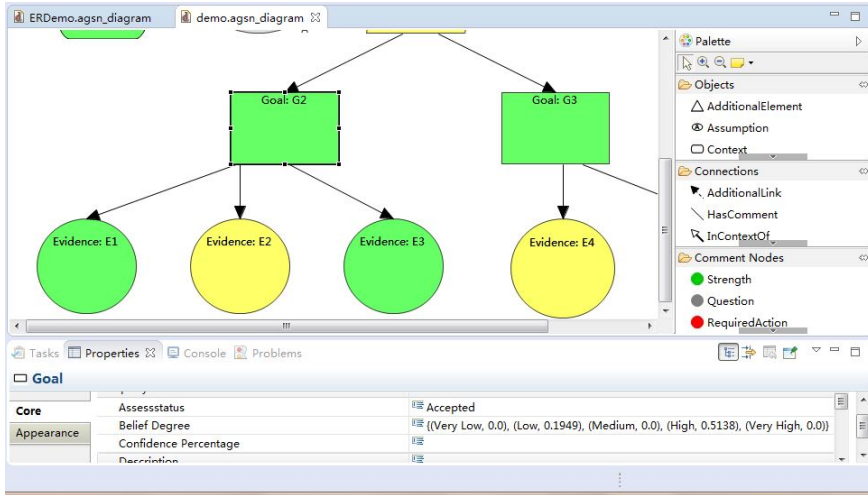 ERDemo.agsn_diagram demo.agsn_diagram
Palette
Objects
AdditionalElement
Assumption
Context
Connections
AdditionalLink
HasComment
InContextOf
Comment Nodes
Strength
Question
RequiredAction
Goal: G2 Goal: G3
Evidence: E1 Evidence: E2 Evidence: E3 Evidence: E4
Tasks Properties Console Problems
Goal
Core
Appearance
Assessstatus Accepted
Belief Degree {(Very Low, 0.0), (Low, 0.1949), (Medium, 0.0), (High, 0.5138), (Very High, 0.0)}
Confidence Percentage
Description